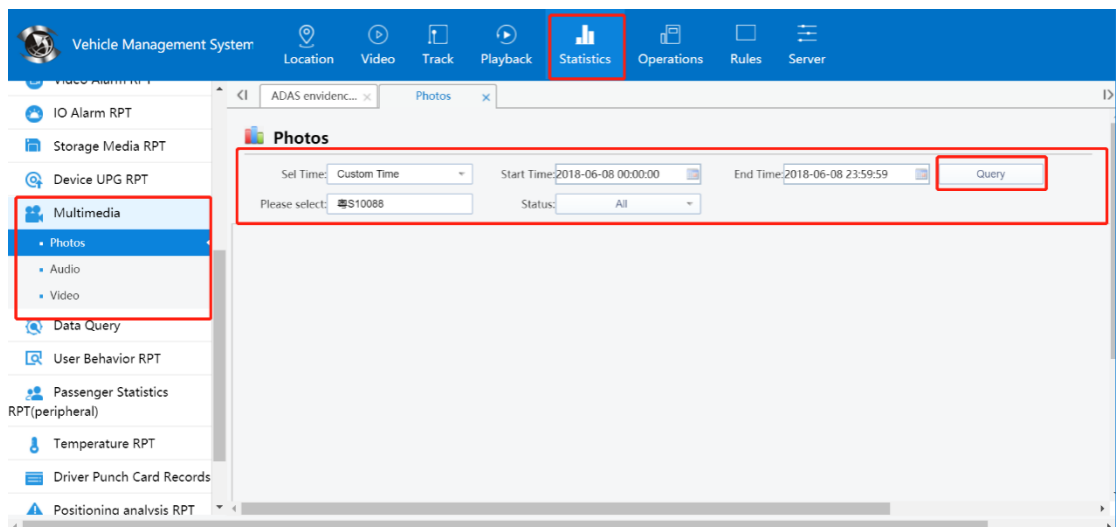 Vehicle Management System
Location Video Track Playback Statistics Operations Rules Server
Video Alarm RPT
IO Alarm RPT
Storage Media RPT
Device UPG RPT
Multimedia
Photos
Audio
Video
Data Query
User Behavior RPT
Passenger Statistics
RPT(peripheral)
Temperature RPT
Driver Punch Card Records
Positioning analysis RPT
ADAS envidenc... Photos
Photos
Sel Time: Custom Time Start Time: 2018-06-08 00:00:00 End Time: 2018-06-08 23:59:59 Query
Please select: 粤S10088 Status: All